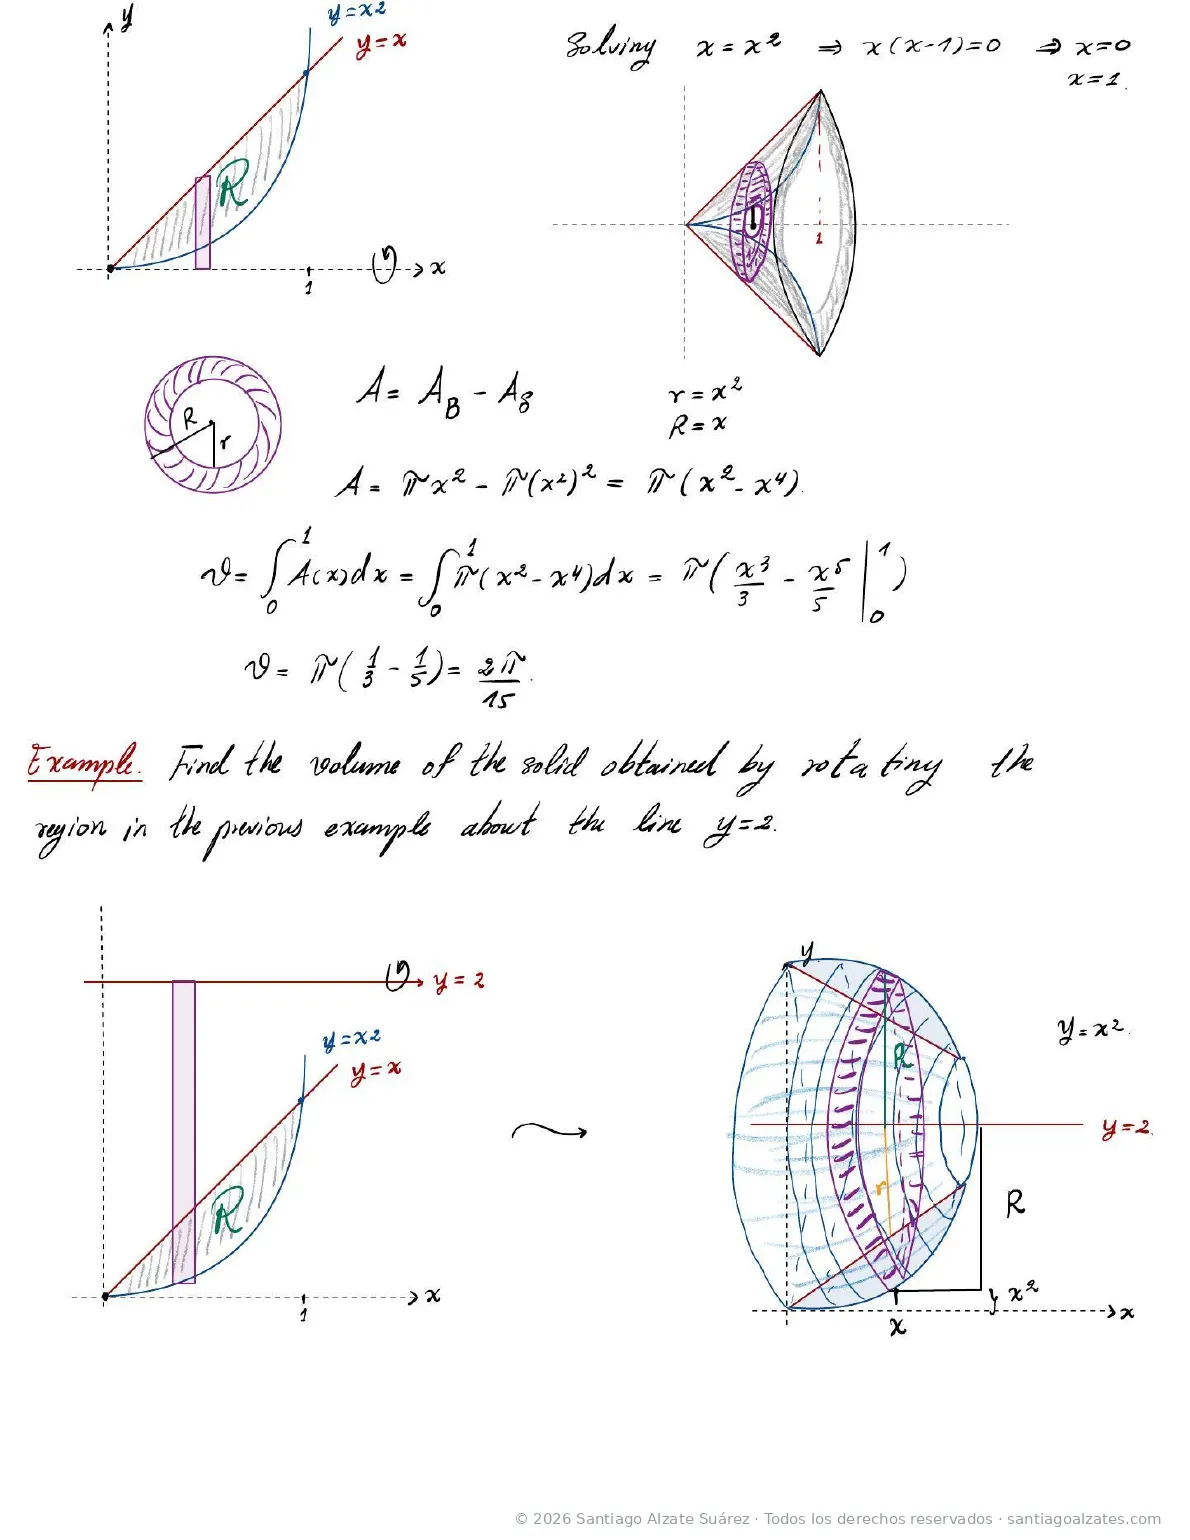 y
y=x2
y=x
R
x
1
Solving x = x² ⇒ x(x-1)=0 ⇒ x=0
x=1.
1
R
r
A = A_B - A_s
r = x²
R = x
A = πx² - π(x²)² = π(x² - x⁴).
V = ∫₀¹ A(x)dx = ∫₀¹ π(x² - x⁴)dx = π(x³/3 - x⁵/5 |₀¹)
V = π(1/3 - 1/5) = 2π/15.
Example. Find the volume of the solid obtained by rotating the
region in the previous example about the line y=2.
y=2
y=x2
y=x
R
x
1
y
y=x².
R
y=2.
r
R
y x²
x
x
© 2026 Santiago Alzate Suárez · Todos los derechos reservados · santiagoalzates.com